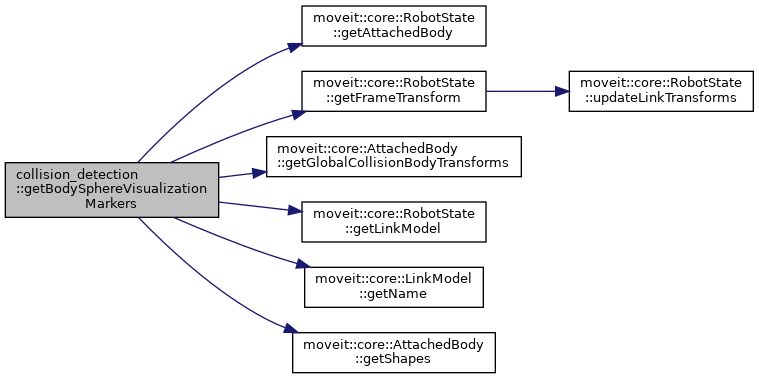 collision_detection
::getBodySphereVisualization
Markers
moveit::core::RobotState
::getAttachedBody
moveit::core::RobotState
::getFrameTransform
moveit::core::RobotState
::updateLinkTransforms
moveit::core::AttachedBody
::getGlobalCollisionBodyTransforms
moveit::core::RobotState
::getLinkModel
moveit::core::LinkModel
::getName
moveit::core::AttachedBody
::getShapes